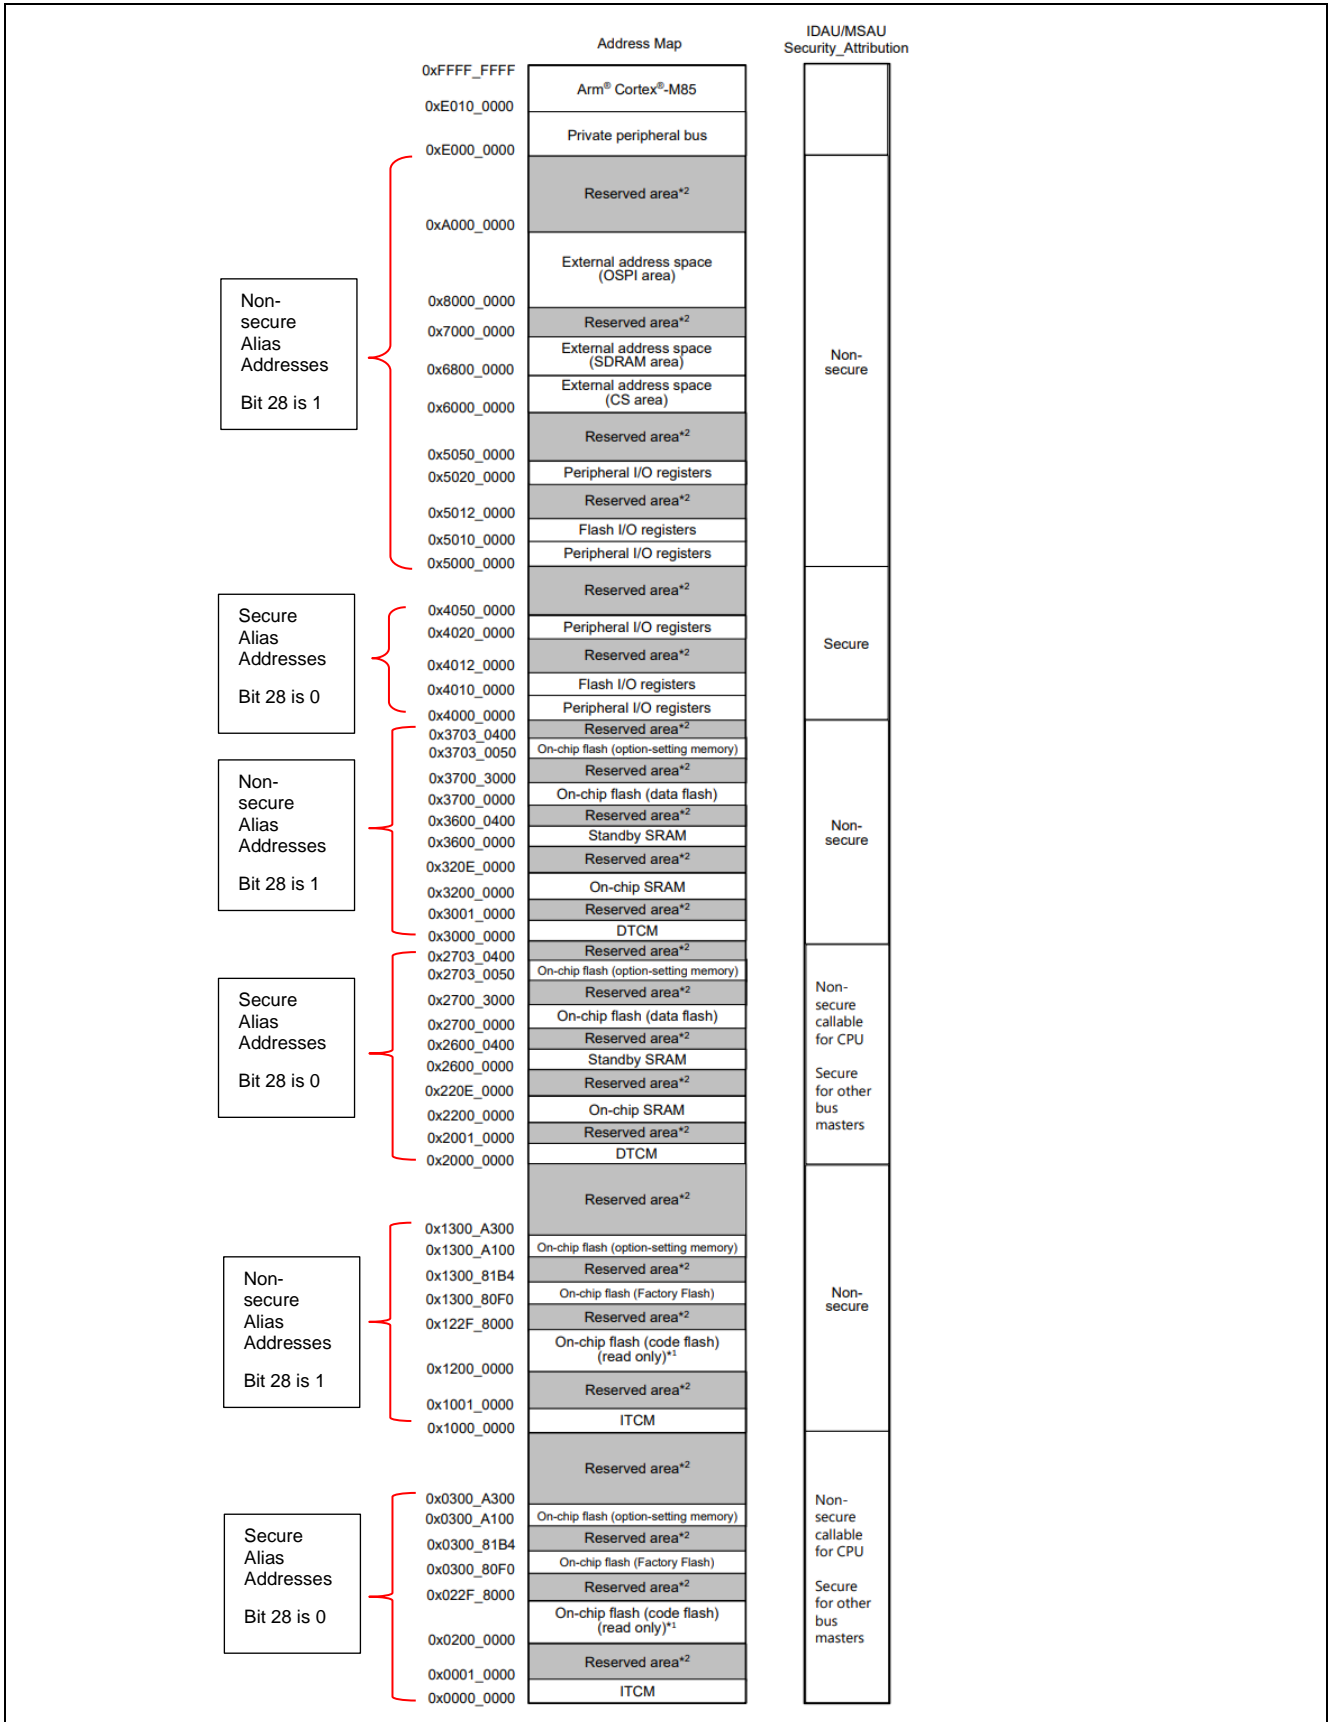 Address Map
IDAU/MSAU
Security_Attribution
0xFFFF_FFFF
Arm® Cortex®-M85
0xE010_0000
Private peripheral bus
0xE000_0000
Reserved area*2
0xA000_0000
External address space
(OSPI area)
0x8000_0000
Reserved area*2
0x7000_0000
External address space
(SDRAM area)
0x6800_0000
External address space
(CS area)
0x6000_0000
Reserved area*2
0x5050_0000
Peripheral I/O registers
0x5020_0000
Reserved area*2
0x5012_0000
Flash I/O registers
0x5010_0000
Peripheral I/O registers
0x5000_0000
Non-
secure
Alias
Addresses
Bit 28 is 1
Non-
secure
Reserved area*2
0x4050_0000
Peripheral I/O registers
0x4020_0000
Reserved area*2
0x4012_0000
Flash I/O registers
0x4010_0000
Peripheral I/O registers
0x4000_0000
Secure
Alias
Addresses
Bit 28 is 0
Secure
Reserved area*2
0x3703_0400
On-chip flash (option-setting memory)
0x3703_0050
Reserved area*2
0x3700_3000
On-chip flash (data flash)
0x3700_0000
Reserved area*2
0x3600_0400
Standby SRAM
0x3600_0000
Reserved area*2
0x320E_0000
On-chip SRAM
0x3200_0000
Reserved area*2
0x3001_0000
DTCM
0x3000_0000
Non-
secure
Alias
Addresses
Bit 28 is 1
Non-
secure
Reserved area*2
0x2703_0400
On-chip flash (option-setting memory)
0x2703_0050
Reserved area*2
0x2700_3000
On-chip flash (data flash)
0x2700_0000
Reserved area*2
0x2600_0400
Standby SRAM
0x2600_0000
Reserved area*2
0x220E_0000
On-chip SRAM
0x2200_0000
Reserved area*2
0x2001_0000
DTCM
0x2000_0000
Secure
Alias
Addresses
Bit 28 is 0
Non-
secure
callable
for CPU
Secure
for other
bus
masters
Reserved area*2
0x1300_A300
On-chip flash (option-setting memory)
0x1300_A100
Reserved area*2
0x1300_81B4
On-chip flash (Factory Flash)
0x1300_80F0
Reserved area*2
0x122F_8000
On-chip flash (code flash)
(read only)*1
0x1200_0000
Reserved area*2
0x1001_0000
ITCM
0x1000_0000
Non-
secure
Alias
Addresses
Bit 28 is 1
Non-
secure
Reserved area*2
0x0300_A300
On-chip flash (option-setting memory)
0x0300_A100
Reserved area*2
0x0300_81B4
On-chip flash (Factory Flash)
0x0300_80F0
Reserved area*2
0x022F_8000
On-chip flash (code flash)
(read only)*1
0x0200_0000
Reserved area*2
0x0001_0000
ITCM
0x0000_0000
Secure
Alias
Addresses
Bit 28 is 0
Non-
secure
callable
for CPU
Secure
for other
bus
masters